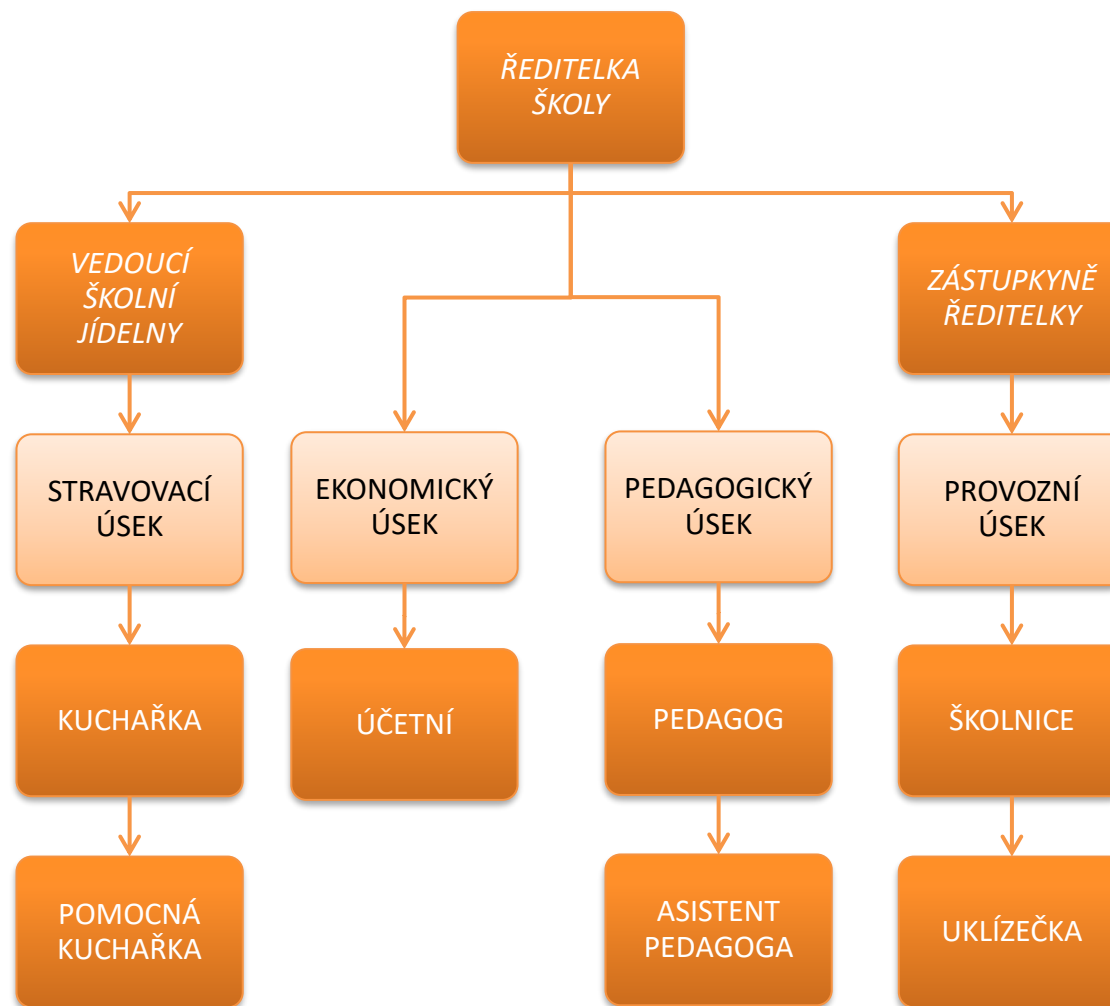 ŘEDITELKA
ŠKOLY
VEDOUCÍ
ŠKOLNÍ
JÍDELNY
ZÁSTUPKYNĚ
ŘEDITELKY
STRAVOVACÍ
ÚSEK
EKONOMICKÝ
ÚSEK
PEDAGOGICKÝ
ÚSEK
PROVOZNÍ
ÚSEK
KUCHAŘKA
ÚČETNÍ
PEDAGOG
ŠKOLNICE
POMOCNÁ
KUCHAŘKA
ASISTENT
PEDAGOGA
UKLÍZEČKA